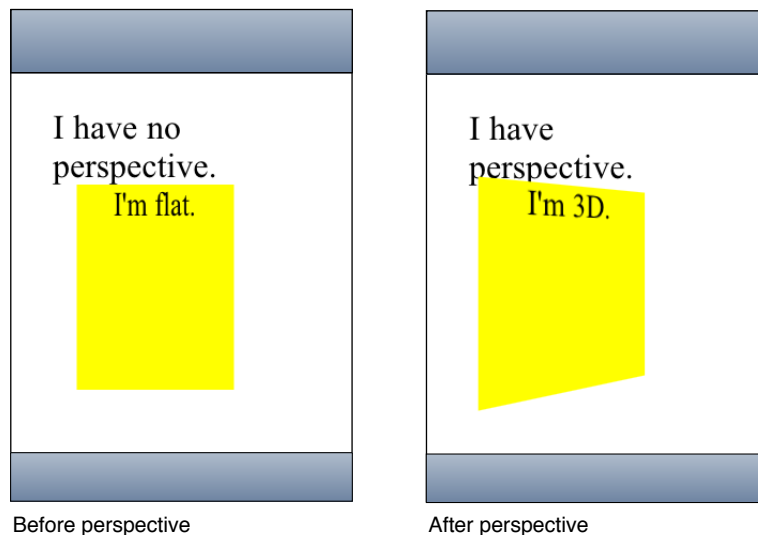 I have no
perspective.
I'm flat.
Before perspective
I have
perspective.
I'm 3D.
After perspective